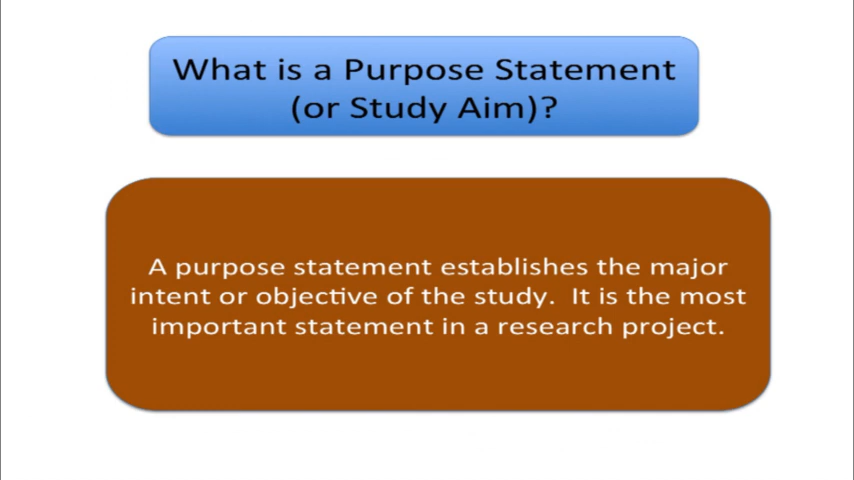 What is a Purpose Statement
(or Study Aim)?
A purpose statement establishes the major
intent or objective of the study.  It is the most
important statement in a research project.